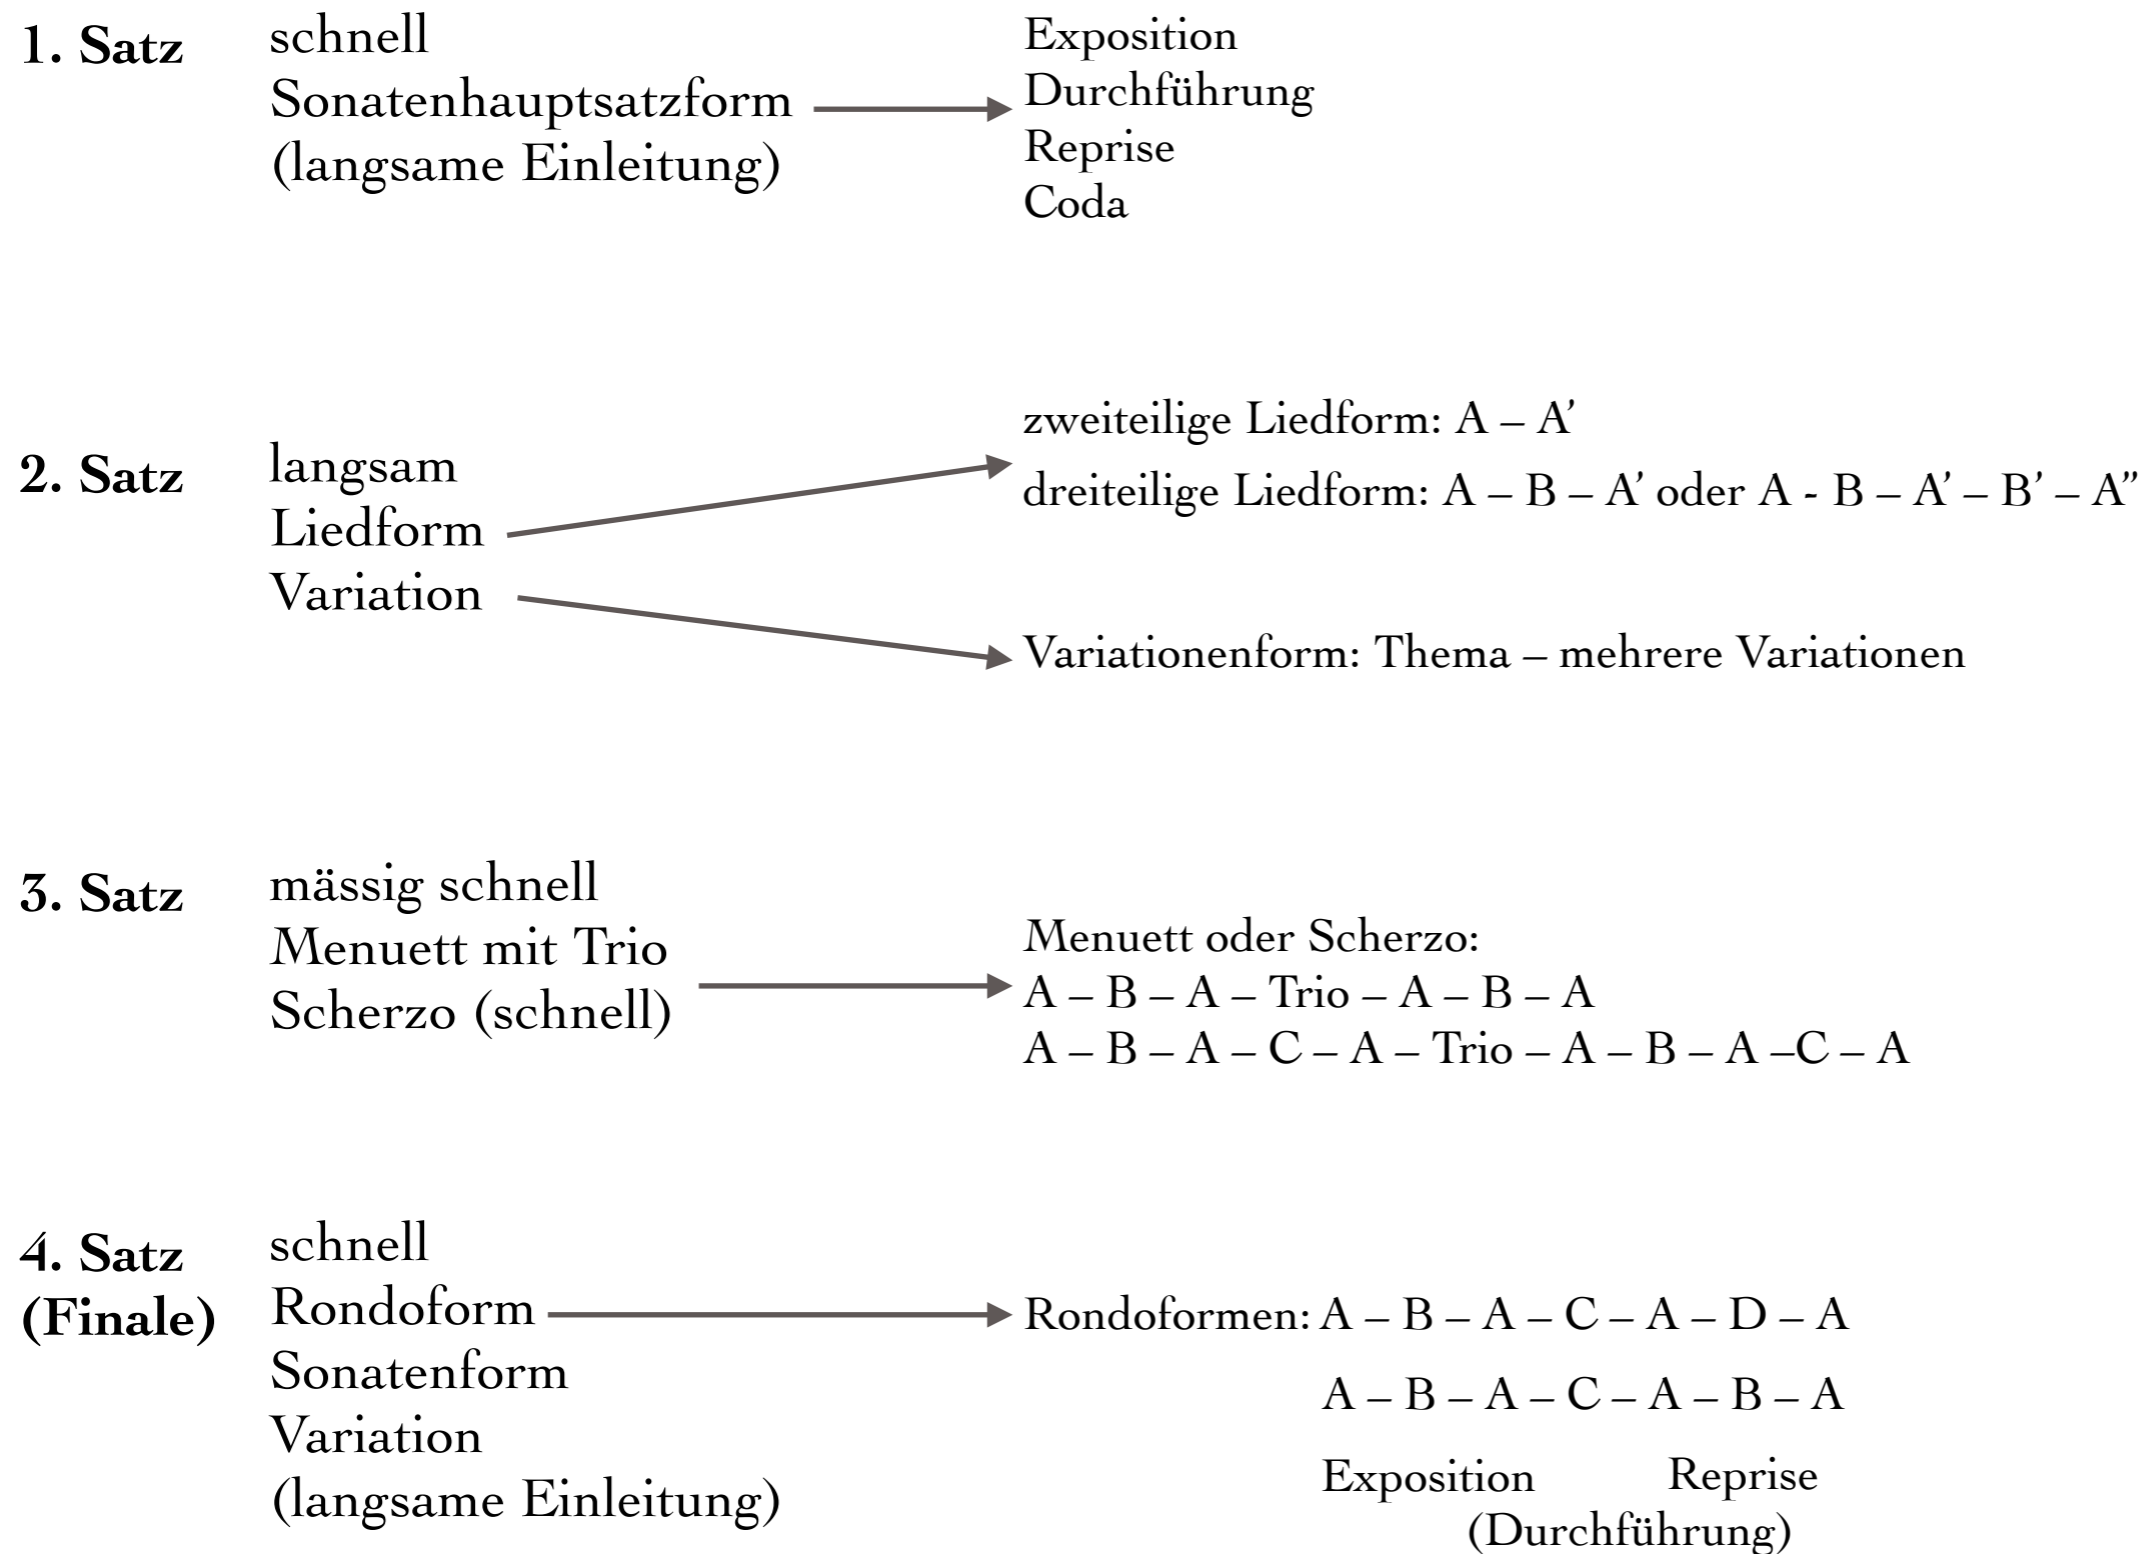 1. Satz
schnell
Sonatenhauptsatzform
(langsame Einleitung)
Exposition
Durchführung
Reprise
Coda
2. Satz
langsam
Liedform
Variation
zweiteilige Liedform: A – A’
dreiteilige Liedform: A – B – A’ oder A - B – A’ – B’ – A”
Variationenform: Thema – mehrere Variationen
3. Satz
mässig schnell
Menuett mit Trio
Scherzo (schnell)
Menuett oder Scherzo:
A – B – A – Trio – A – B – A
A – B – A – C – A – Trio – A – B – A –C – A
4. Satz
(Finale)
schnell
Rondoform
Sonatenform
Variation
(langsame Einleitung)
Rondoformen: A – B – A – C – A – D – A
A – B – A – C – A – B – A
Exposition Reprise
(Durchführung)